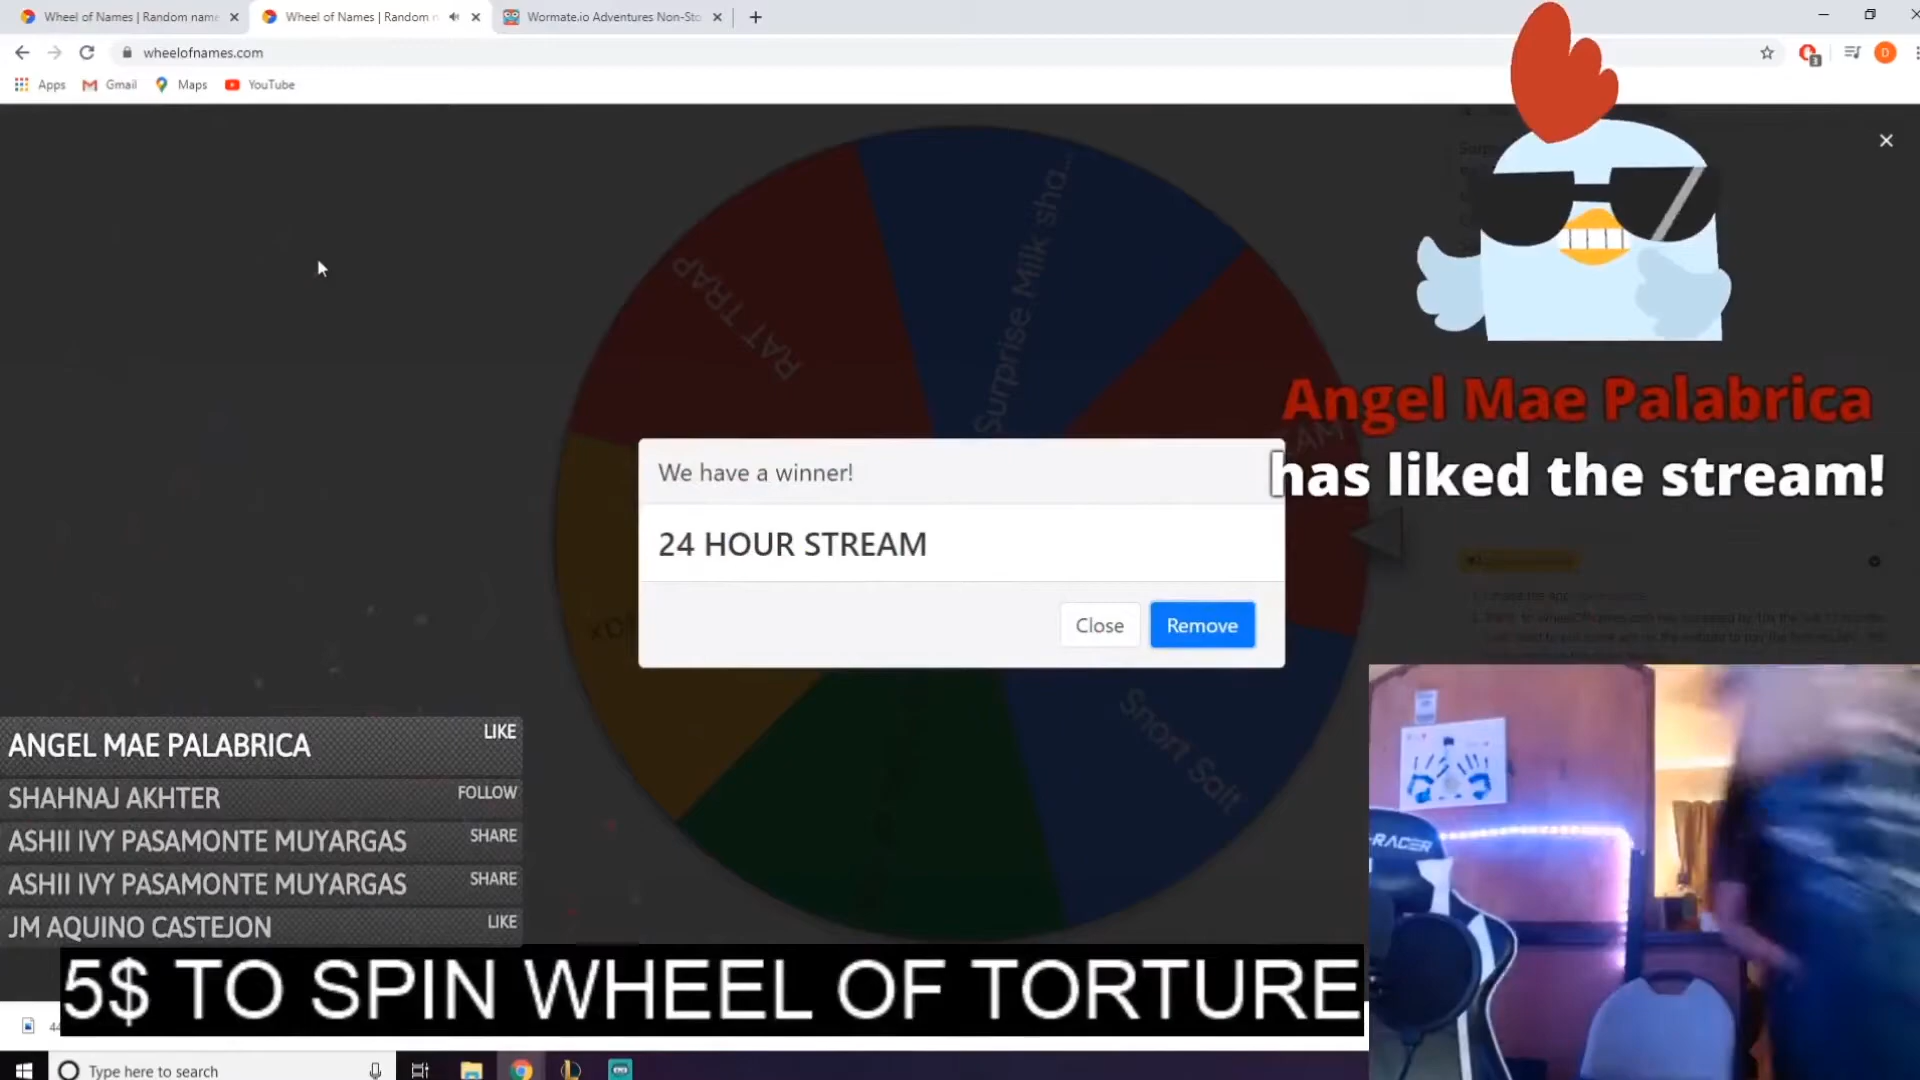 Wheel of Names | Random name
Wheel of Names | Random n
Wormate.io Adventures Non-Sto
wheelofnames.com
3
D
Apps
Gmail
Maps
YouTube
RAT TRAP
Surprise Milk sha...
Angel Mae Palabrica
has liked the stream!
We have a winner!
24 HOUR STREAM
Close
Remove
Snort Salt
ANGEL MAE PALABRICA
LIKE
SHAHNAJ AKHTER
FOLLOW
ASHII IVY PASAMONTE MUYARGAS
SHARE
ASHII IVY PASAMONTE MUYARGAS
SHARE
JM AQUINO CASTEJON
LIKE
-RACER
5$ TO SPIN WHEEL OF TORTURE
Type here to search